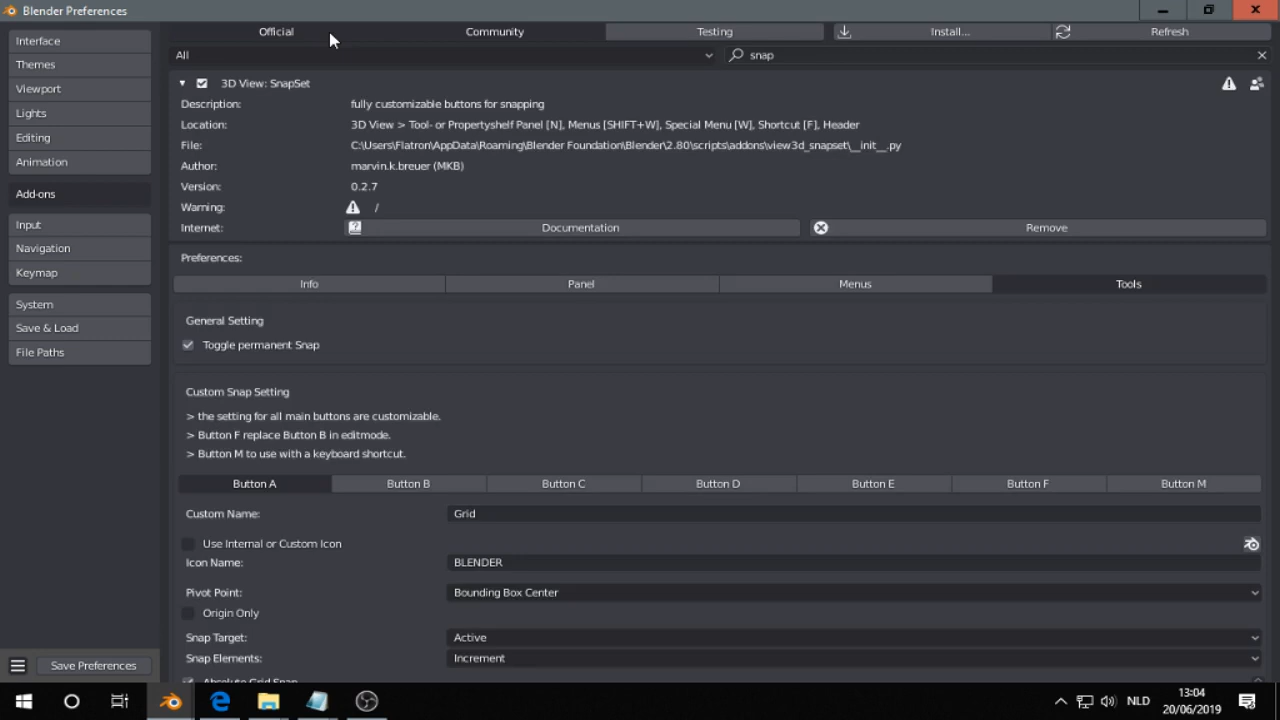 Blender Preferences
Official Community Testing Install... Refresh
All snap
Interface
Themes
Viewport
Lights
Editing
Animation
Add-ons
Input
Navigation
Keymap
System
Save & Load
File Paths
Save Preferences
3D View: SnapSet
Description: fully customizable buttons for snapping
Location: 3D View > Tool- or Propertyshelf Panel [N], Menus [SHIFT+W], Special Menu [W], Shortcut [F], Header
File: C:\Users\Flatron\AppData\Roaming\Blender Foundation\Blender\2.80\scripts\addons\view3d_snapset\__init__.py
Author: marvin.k.breuer (MKB)
Version: 0.2.7
Warning: /
Internet: Documentation Remove
Preferences:
Info Panel Menus Tools
General Setting
Toggle permanent Snap
Custom Snap Setting
> the setting for all main buttons are customizable.
> Button F replace Button B in editmode.
> Button M to use with a keyboard shortcut.
Button A Button B Button C Button D Button E Button F Button M
Custom Name: Grid
Use Internal or Custom Icon
Icon Name: BLENDER
Pivot Point: Bounding Box Center
Origin Only
Snap Target: Active
Snap Elements: Increment
Absolute Grid Snap
NLD
13:04
20/06/2019